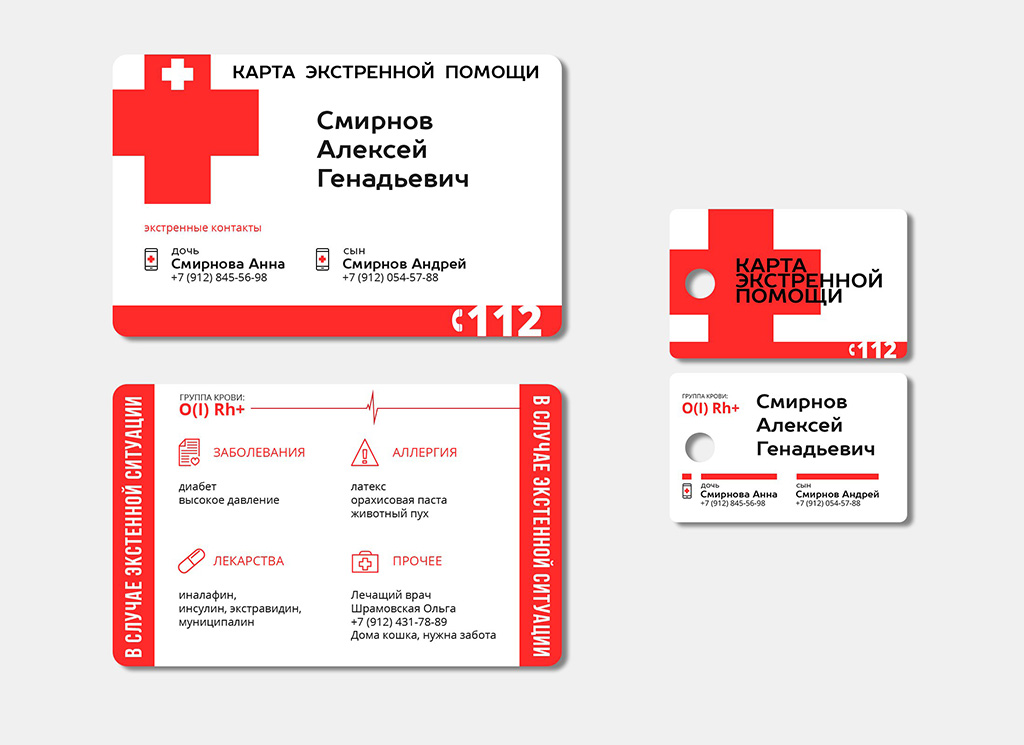 КАРТА ЭКСТРЕННОЙ ПОМОЩИ
Смирнов
Алексей
Генадьевич
экстренные контакты
дочь
Смирнова Анна
+7 (912) 845-56-98
сын
Смирнов Андрей
+7 (912) 054-57-88
112
В СЛУЧАЕ ЭКСТЕННОЙ СИТУАЦИИ
ГРУППА КРОВИ:
O(I) Rh+
ЗАБОЛЕВАНИЯ
диабет
высокое давление
АЛЛЕРГИЯ
латекс
орахисовая паста
животный пух
ЛЕКАРСТВА
иналафин,
инсулин, экстравидин,
муниципалин
ПРОЧЕЕ
Лечащий врач
Шрамовская Ольга
+7 (912) 431-78-89
Дома кошка, нужна забота
В СЛУЧАЕ ЭКСТЕННОЙ СИТУАЦИИ
КАРТА
ЭКСТРЕННОЙ
ПОМОЩИ
112
ГРУППА КРОВИ:
O(I) Rh+
Смирнов
Алексей
Генадьевич
дочь
Смирнова Анна
+7 (912) 845-56-98
сын
Смирнов Андрей
+7 (912) 054-57-88